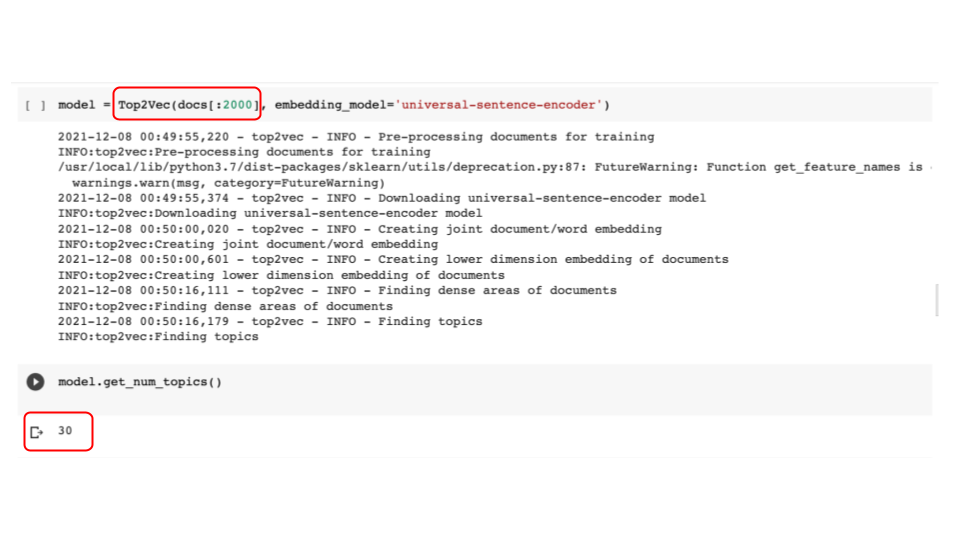 [ ] model = Top2Vec(docs[:2000], embedding_model='universal-sentence-encoder')
2021-12-08 00:49:55,220 - top2vec - INFO - Pre-processing documents for training
INFO:top2vec:Pre-processing documents for training
/usr/local/lib/python3.7/dist-packages/sklearn/utils/deprecation.py:87: FutureWarning: Function get_feature_names is
warnings.warn(msg, category=FutureWarning)
2021-12-08 00:49:55,374 - top2vec - INFO - Downloading universal-sentence-encoder model
INFO:top2vec:Downloading universal-sentence-encoder model
2021-12-08 00:50:00,020 - top2vec - INFO - Creating joint document/word embedding
INFO:top2vec:Creating joint document/word embedding
2021-12-08 00:50:00,601 - top2vec - INFO - Creating lower dimension embedding of documents
INFO:top2vec:Creating lower dimension embedding of documents
2021-12-08 00:50:16,111 - top2vec - INFO - Finding dense areas of documents
INFO:top2vec:Finding dense areas of documents
2021-12-08 00:50:16,179 - top2vec - INFO - Finding topics
INFO:top2vec:Finding topics
model.get_num_topics()
30